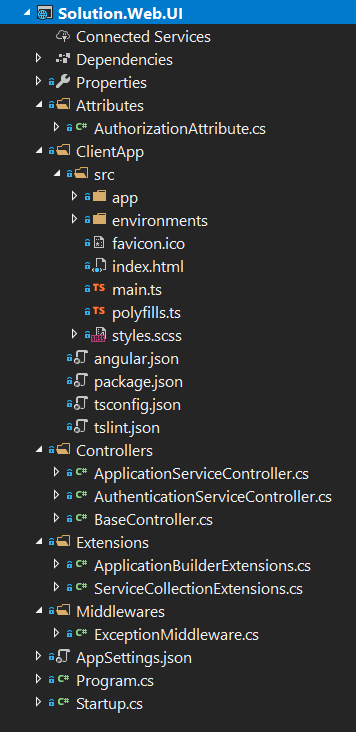 Solution.Web.UI
Connected Services
Dependencies
Properties
Attributes
C# AuthorizationAttribute.cs
ClientApp
src
app
environments
favicon.ico
index.html
TS main.ts
TS polyfills.ts
styles.scss
angular.json
package.json
tsconfig.json
tslint.json
Controllers
C# ApplicationServiceController.cs
C# AuthenticationServiceController.cs
C# BaseController.cs
Extensions
C# ApplicationBuilderExtensions.cs
C# ServiceCollectionExtensions.cs
Middlewares
C# ExceptionMiddleware.cs
AppSettings.json
C# Program.cs
C# Startup.cs